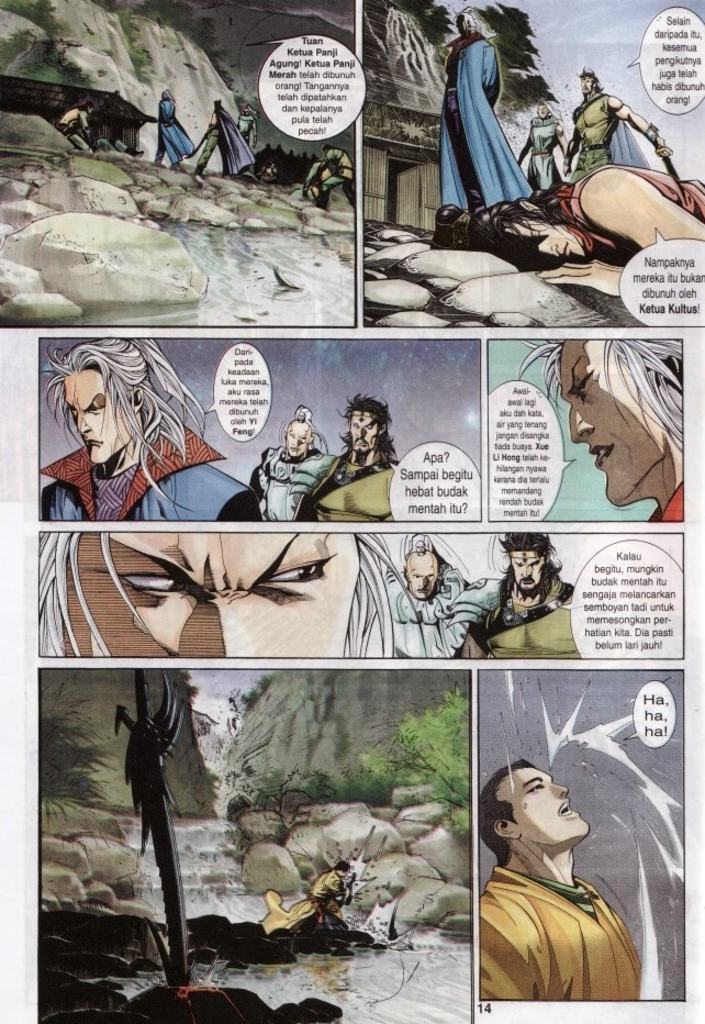 Tuan
Ketua Panji
Agung! Ketua Panji
Merah telah dibunuh
orang! Tangannya
telah dipatahkan
dan kepalanya
pula telah
pecah!
Selain
daripada itu,
kesemua
pengikutnya
juga telah
habis dibunuh
orang!
Nampaknya
mereka itu bukan
dibunuh oleh
Ketua Kultus!
Dari-
pada
keadaan
luka mereka,
aku rasa
mereka telah
dibunuh
oleh Yi
Feng!
Apa?
Sampai begitu
hebat budak
mentah itu?
Awal-
awal lagi
aku dah kata,
air yang tenang
jangan disangka
tiada buaya. Xue
Li Hong telah ke-
hilangan nyawa
kerana dia ter-
lalu memandang
rendah budak
mentah itu!
Kalau
begitu, mungkin
budak mentah itu
sengaja melancarkan
semboyan tadi untuk
memesongkan per-
hatian kita. Dia pasti
belum lari jauh!
Ha,
ha,
ha!
14